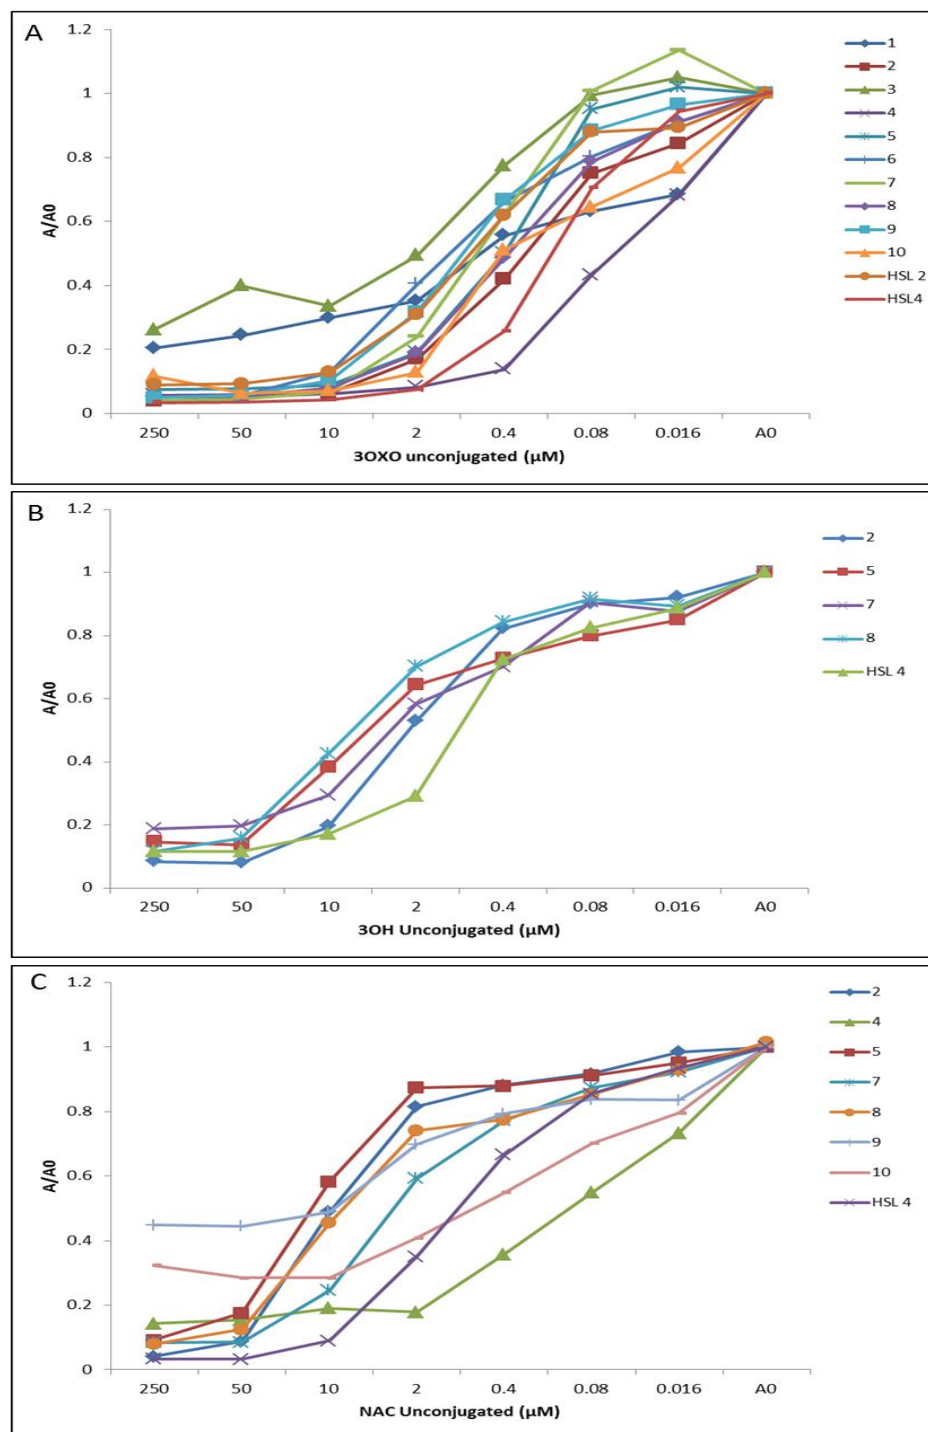 A
1.2
1
0.8
0.6
0.4
0.2
0
A/A0
250 50 10 2 0.4 0.08 0.016 A0
3OXO unconjugated (µM)
1
2
3
4
5
6
7
8
9
10
HSL 2
HSL4
B
1.2
1
0.8
0.6
0.4
0.2
0
A/A0
250 50 10 2 0.4 0.08 0.016 A0
3OH Unconjugated (µM)
2
5
7
8
HSL 4
C
1.2
1
0.8
0.6
0.4
0.2
0
A/A0
250 50 10 2 0.4 0.08 0.016 A0
NAC Unconjugated (µM)
2
4
5
7
8
9
10
HSL 4